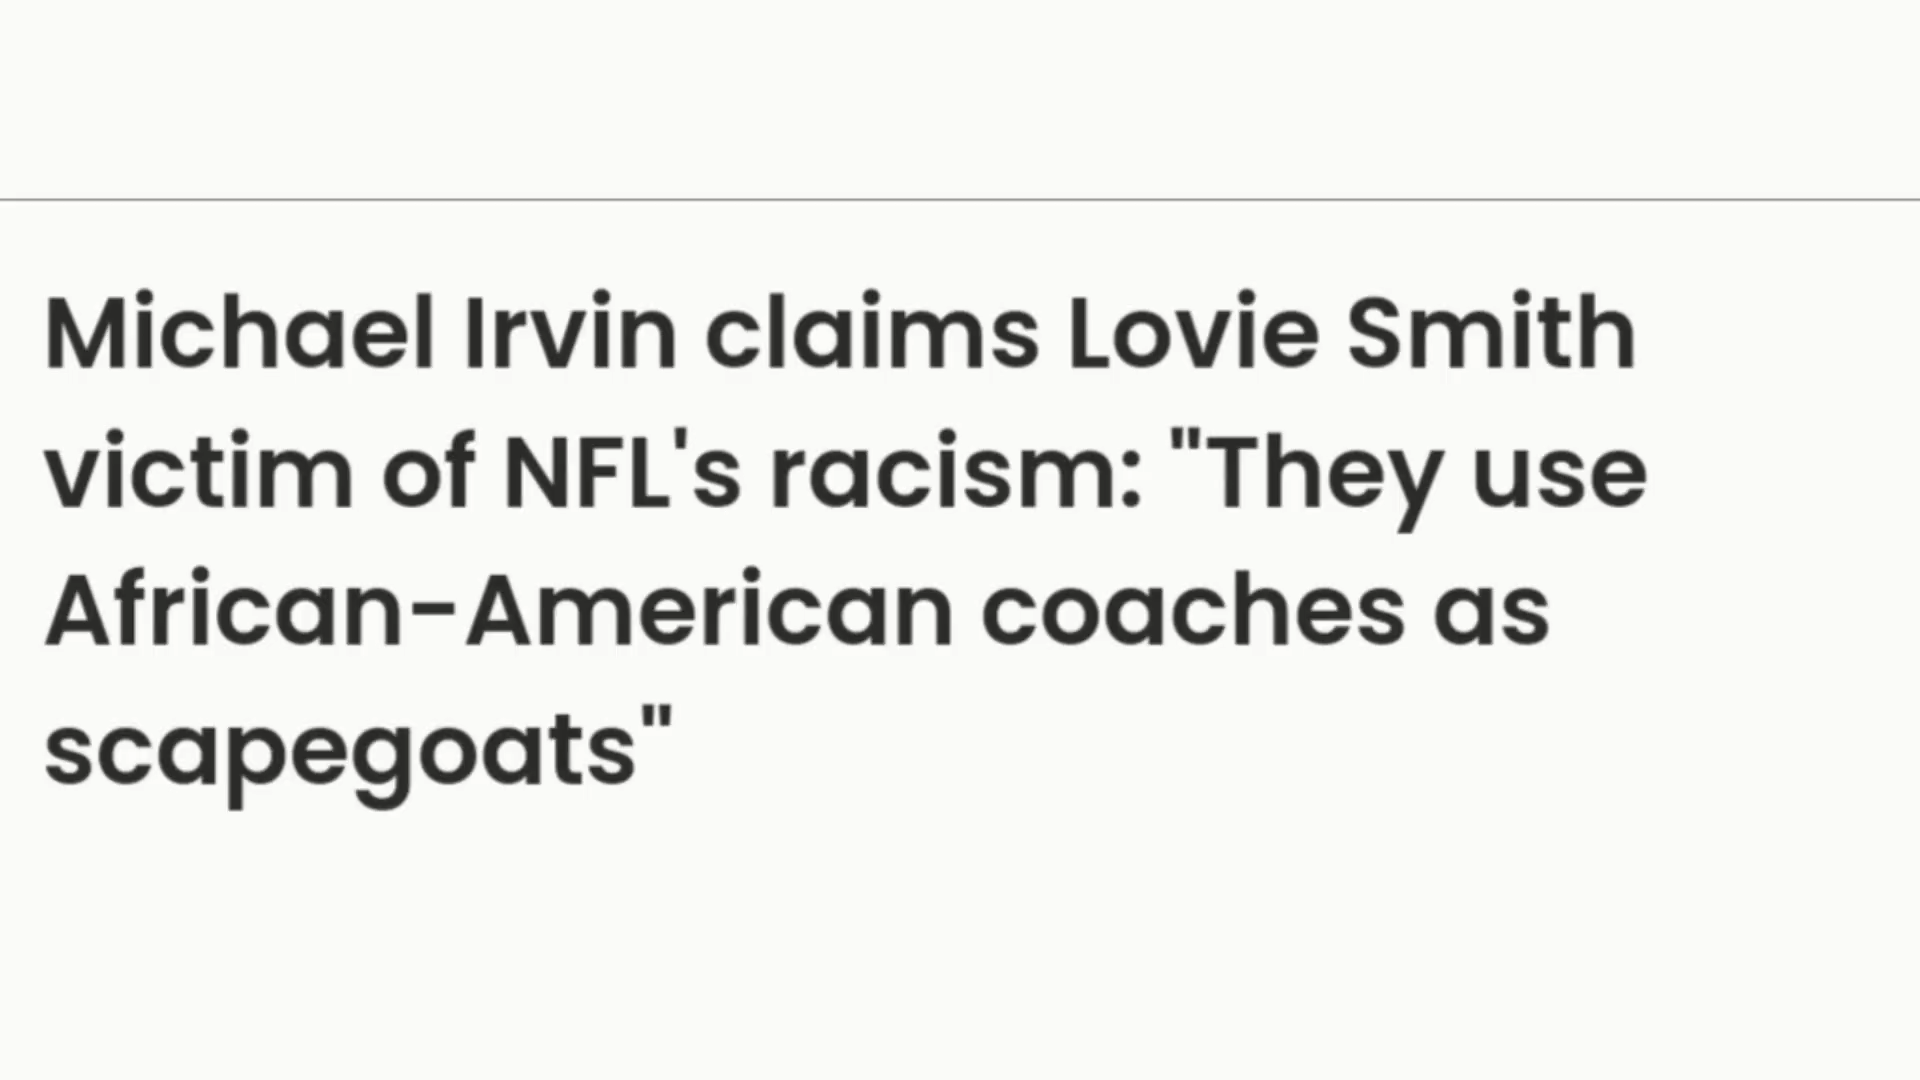 Michael Irvin claims Lovie Smith
victim of NFL's racism: "They use
African-American coaches as
scapegoats"